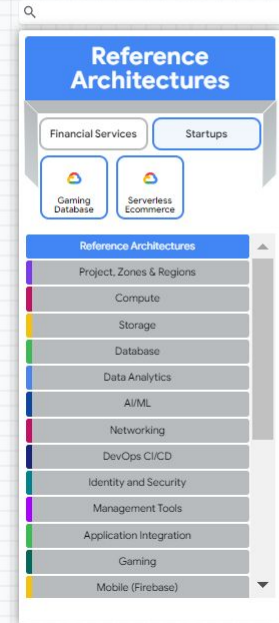 Reference
Architectures
Financial Services
Startups
Gaming
Database
Serverless
Ecommerce
Reference Architectures
Project, Zones & Regions
Compute
Storage
Database
Data Analytics
AI/ML
Networking
DevOps CI/CD
Identity and Security
Management Tools
Application Integration
Gaming
Mobile (Firebase)